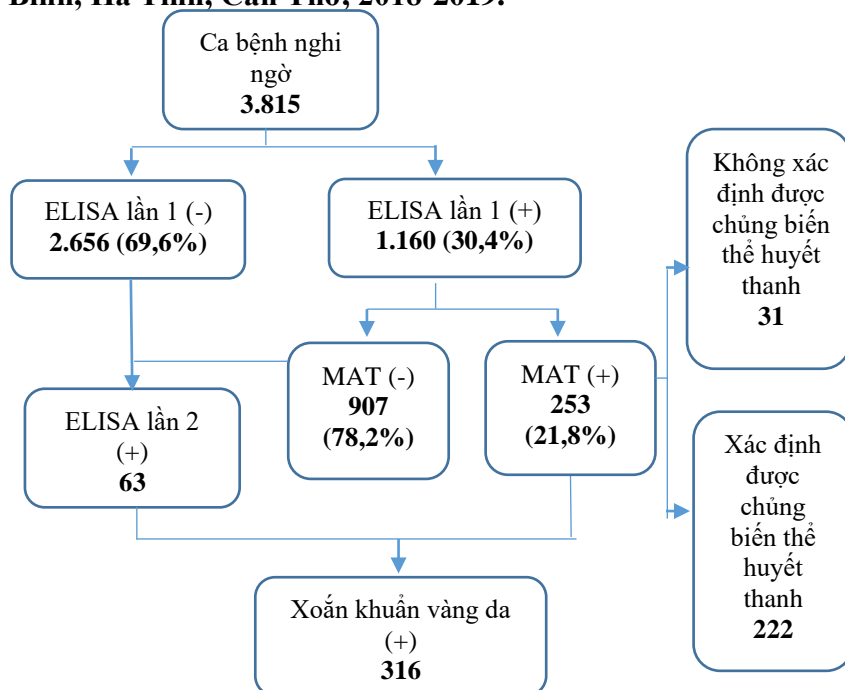 Bình, Hà Tĩnh, Cần Thơ, 2018-2019.
Ca bệnh nghi
ngờ
3.815
ELISA lần 1 (-)
2.656 (69,6%)
ELISA lần 1 (+)
1.160 (30,4%)
Không xác
định được
chủng biến
thể huyết
thanh
31
MAT (-)
907
(78,2%)
MAT (+)
253
(21,8%)
ELISA lần 2
(+)
63
Xác định
được
chủng
biến thể
huyết
thanh
222
Xoắn khuẩn vàng da
(+)
316